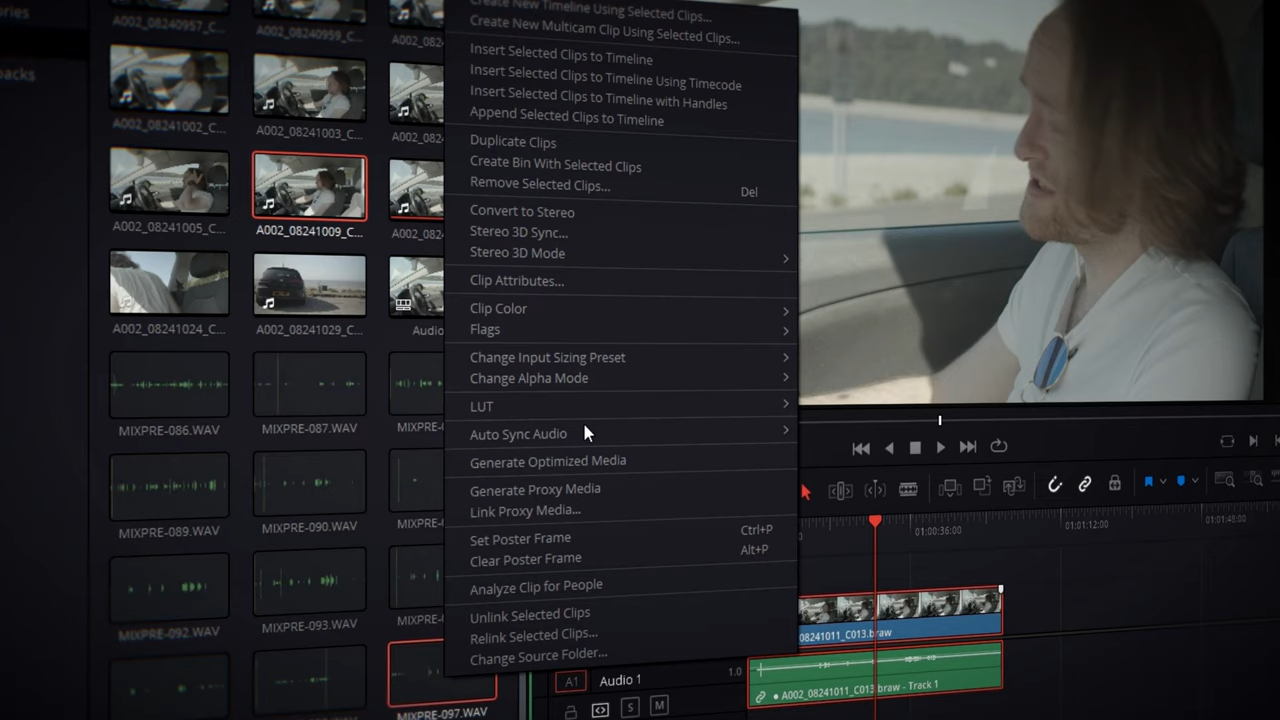 A002_08240957_C...
A002_08240959_C...
A002_08241002_C...
A002_08241003_C...
A002_082
A002_08241005_C...
A002_08241009_C...
A002_082
A002_08241024_C...
A002_08241029_C...
Audio
MIXPRE-086.WAV
MIXPRE-087.WAV
MIXPRE-0
MIXPRE-089.WAV
MIXPRE-090.WAV
MIXPRE-0
MIXPRE-092.WAV
MIXPRE-093.WAV
MIXPRE-
MIXPRE-097.WAV
Create New Timeline Using Selected Clips...
Create New Multicam Clip Using Selected Clips...
Insert Selected Clips to Timeline
Insert Selected Clips to Timeline Using Timecode
Insert Selected Clips to Timeline with Handles
Append Selected Clips to Timeline
Duplicate Clips
Create Bin With Selected Clips
Remove Selected Clips... Del
Convert to Stereo
Stereo 3D Sync...
Stereo 3D Mode
Clip Attributes...
Clip Color
Flags
Change Input Sizing Preset
Change Alpha Mode
LUT
Auto Sync Audio
Generate Optimized Media
Generate Proxy Media
Link Proxy Media...
Set Poster Frame Ctrl+P
Clear Poster Frame Alt+P
Analyze Clip for People
Unlink Selected Clips
Relink Selected Clips...
Change Source Folder...
01:00:36:00
01:01:12:00
01:01:48:00
08241011_C013.braw
A1 Audio 1 1.0
A002_08241011_C013.braw - Track 1
S M